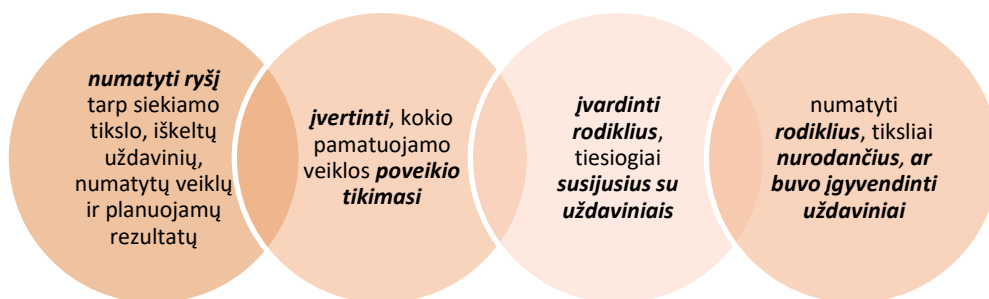 numatyti ryšį
tarp siekiamo
tikslo, iškeltų
uždavinių,
numatytų veiklų
ir planuojamų
rezultatų
įvertinti, kokio
pamatuojamo
veiklos poveikio
tikimasi
įvardinti
rodiklius,
tiesiogiai
susijusius su
uždaviniais
numatyti
rodiklius, tiksliai
nurodančius, ar
buvo įgyvendinti
uždaviniai